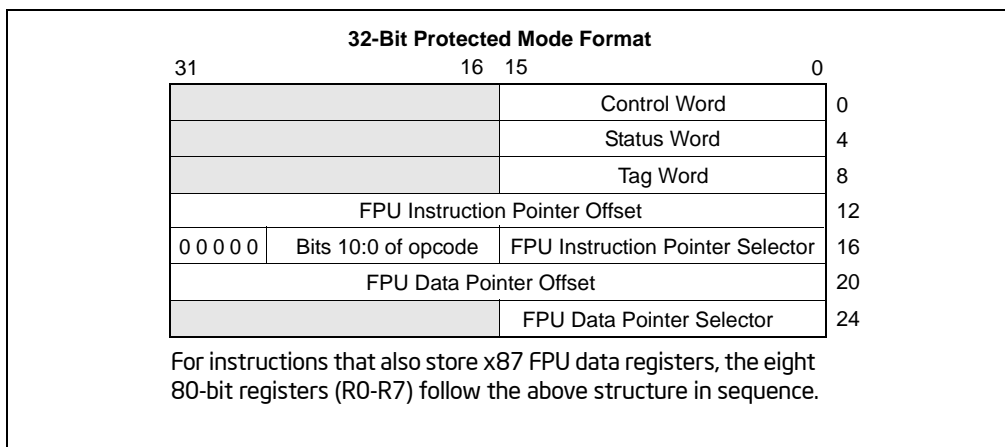 32-Bit Protected Mode Format
31 16 15 0
Control Word 0
Status Word 4
Tag Word 8
FPU Instruction Pointer Offset 12
0 0 0 0 0 Bits 10:0 of opcode FPU Instruction Pointer Selector 16
FPU Data Pointer Offset 20
FPU Data Pointer Selector 24
For instructions that also store x87 FPU data registers, the eight
80-bit registers (R0-R7) follow the above structure in sequence.